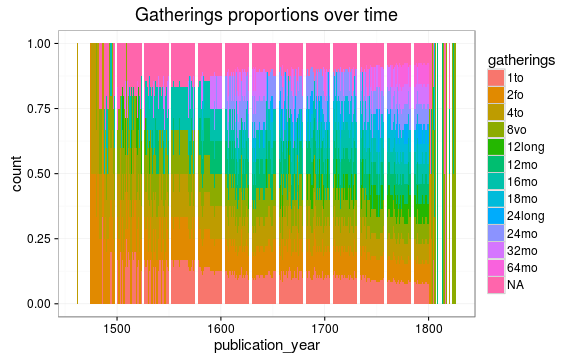 Gatherings proportions over time
count
1.00
0.75
0.50
0.25
0.00
1500
1600
1700
1800
publication_year
gatherings
1to
2fo
4to
8vo
12long
12mo
16mo
18mo
24long
24mo
32mo
64mo
NA